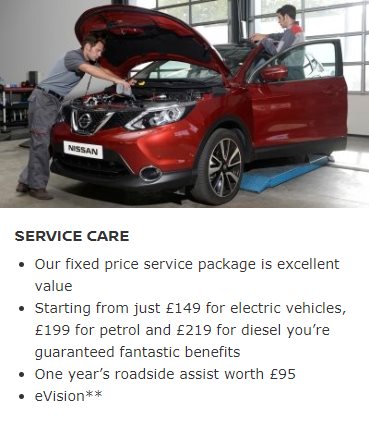 NISSAN
SERVICE CARE
• Our fixed price service package is excellent
value
• Starting from just £149 for electric vehicles,
£199 for petrol and £219 for diesel you’re
guaranteed fantastic benefits
• One year’s roadside assist worth £95
• eVision**